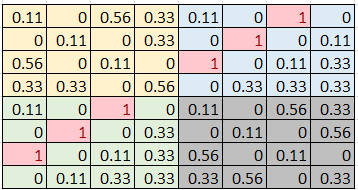 0.11 0 0.56 0.33 0.11 0 1 0
0 0.11 0 0.33 0 1 0 0.11
0.56 0 0.11 0 1 0 0.11 0.33
0.33 0.33 0 0.56 0 0.33 0.33 0.33
0.11 0 1 0 0.11 0 0.56 0.33
0 1 0 0.33 0 0.11 0 0.56
1 0 0.11 0.33 0.56 0 0.11 0
0 0.11 0.33 0.33 0.33 0.56 0 0.33